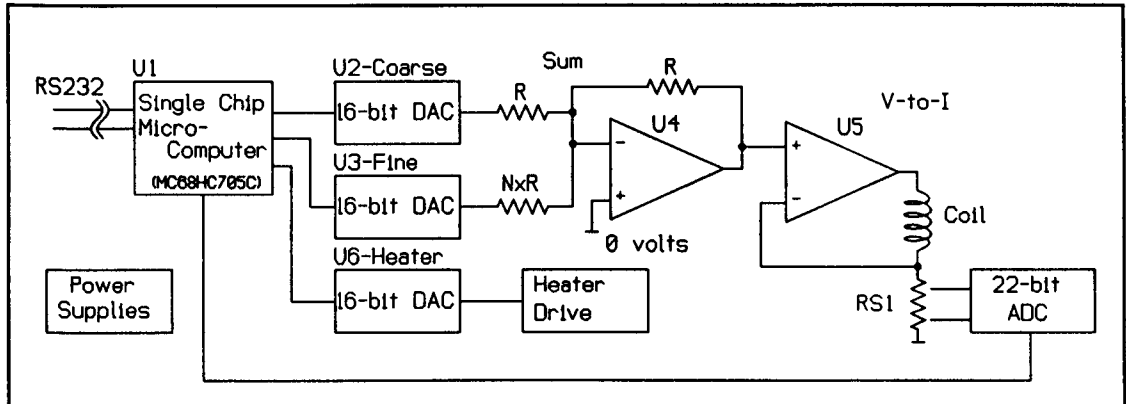 RS232
U1
Single Chip
Micro-
Computer
(MC68HC705C)
U2-Coarse
16-bit DAC
U3-Fine
16-bit DAC
U6-Heater
16-bit DAC
Power
Supplies
Heater
Drive
Sum
R
R
NxR
-
+
U4
0 volts
V-to-I
+
-
U5
Coil
RS1
22-bit
ADC